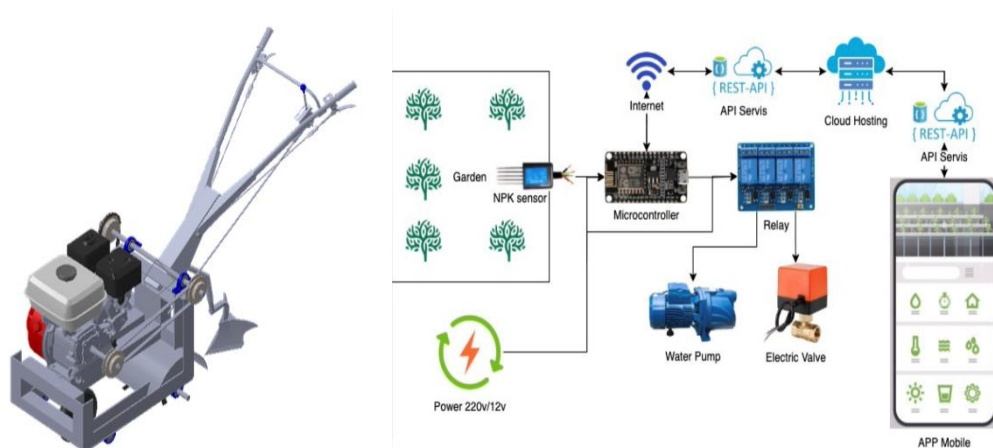 Internet
{ REST-API }
API Servis
Cloud Hosting
{ REST-API }
API Servis
Garden
NPK sensor
Microcontroller
Relay
Water Pump
Electric Valve
Power 220v/12v
APP Mobile